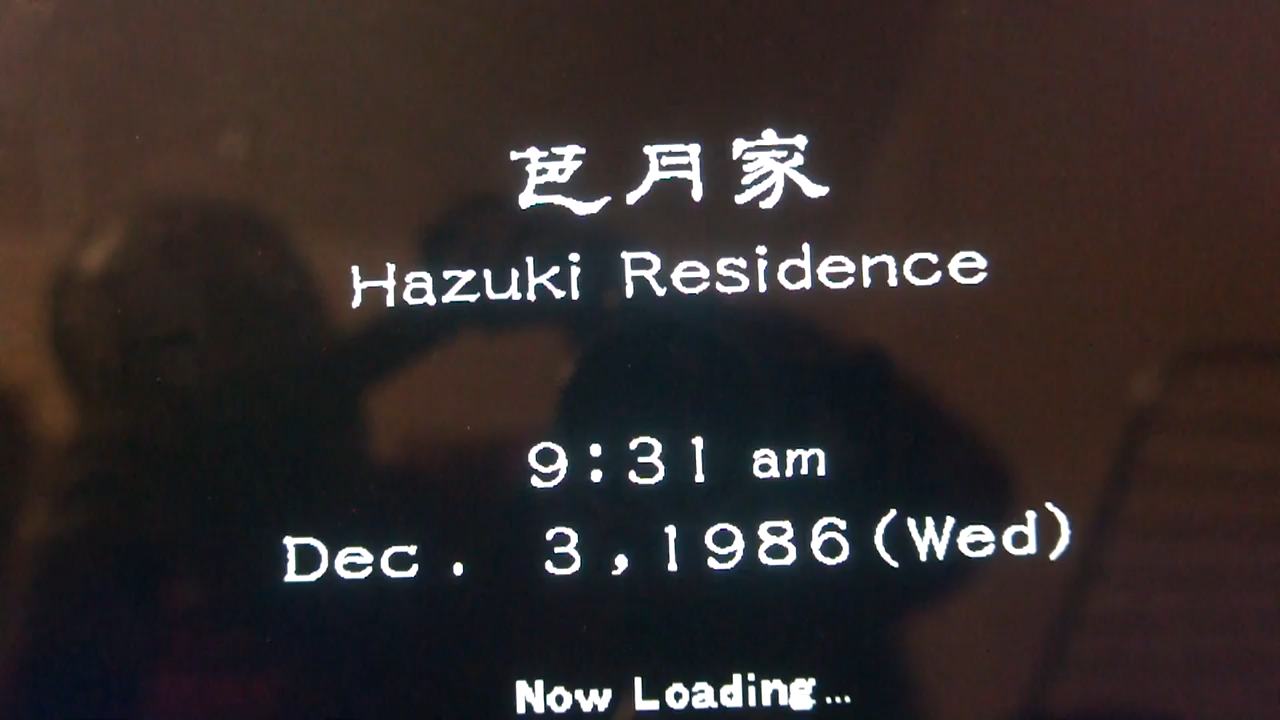 芭月家
Hazuki Residence
9:31 am
Dec. 3,1986(Wed)
Now Loading…